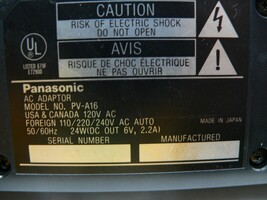 CAUTION
RISK OF ELECTRIC SHOCK
DO NOT OPEN
UL
LISTED 671F
E72906
AVIS
RISQUE DE CHOC ÉLECTRIQUE
NE PAS OUVRIR
Panasonic
AC ADAPTOR
MODEL NO. PV-A16
USA & CANADA 120V AC
FOREIGN 110/220/240V AC AUTO
50/60Hz 24W(DC OUT 6V, 2.2A)
MADE IN JAPAN
SERIAL NUMBER
MANUFACTURED